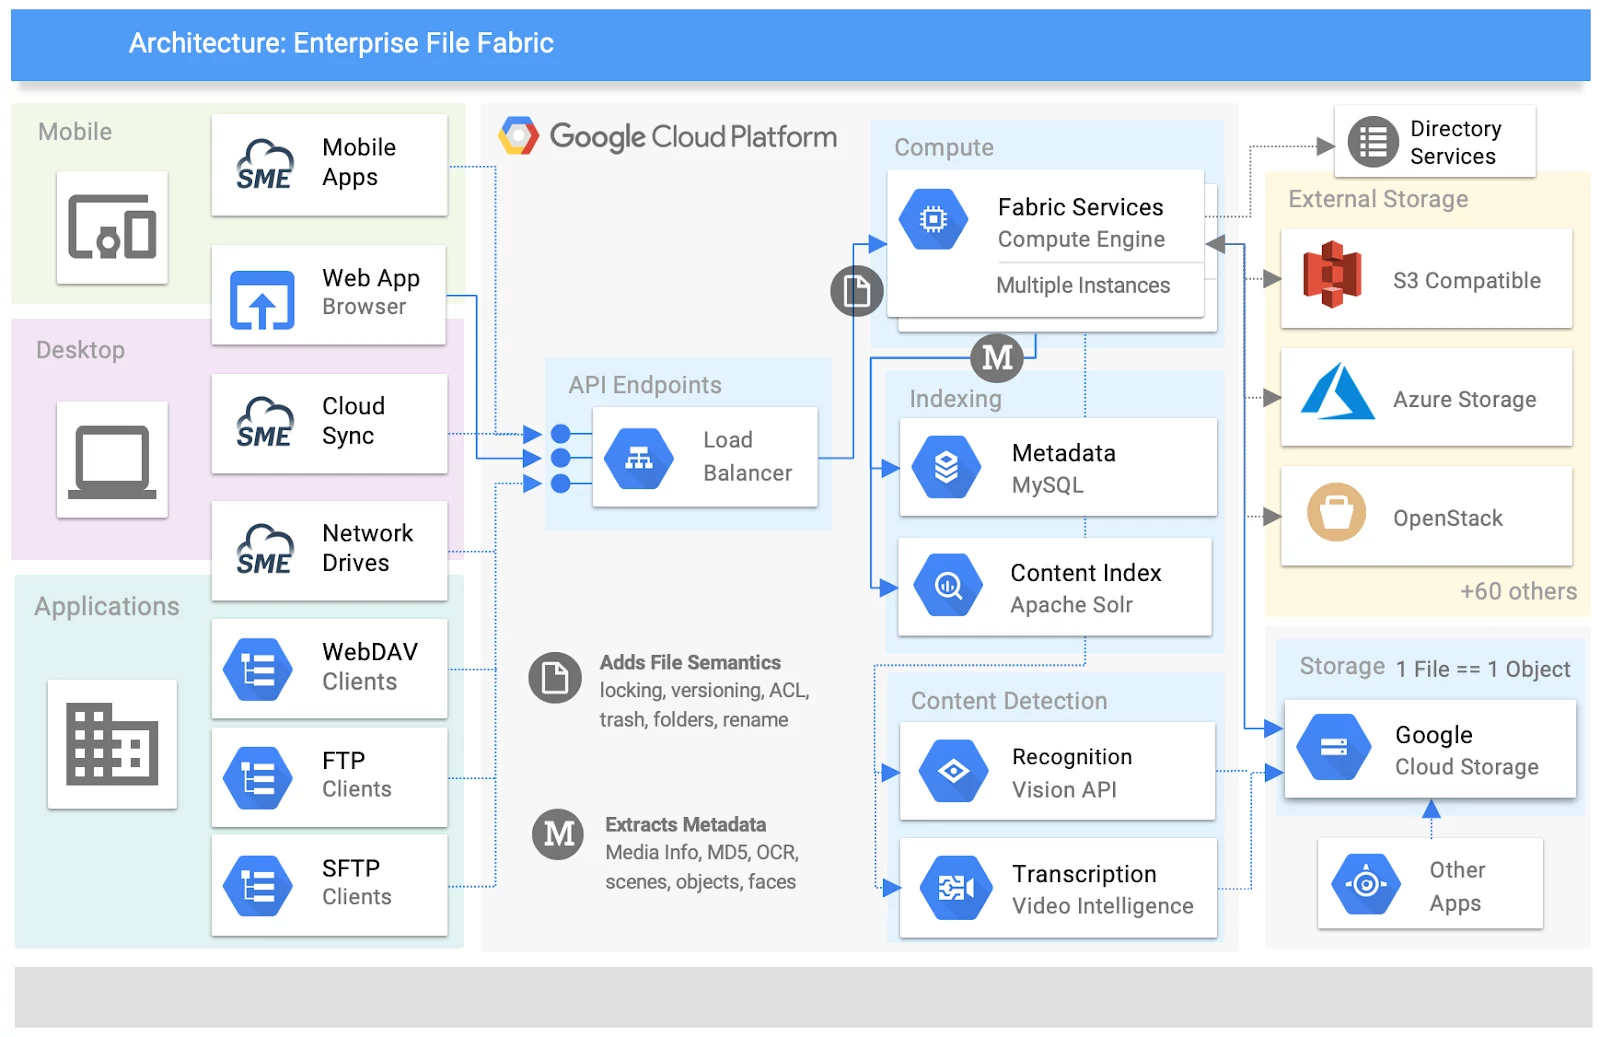 Architecture: Enterprise File Fabric
Mobile
SME
Mobile
Apps
Web App
Browser
Desktop
SME
Cloud
Sync
SME
Network
Drives
Applications
WebDAV
Clients
FTP
Clients
SFTP
Clients
Google Cloud Platform
API Endpoints
Load
Balancer
Adds File Semantics
locking, versioning, ACL,
trash, folders, rename
M
Extracts Metadata
Media Info, MD5, OCR,
scenes, objects, faces
Compute
Fabric Services
Compute Engine
Multiple Instances
M
Indexing
Metadata
MySQL
Content Index
Apache Solr
Content Detection
Recognition
Vision API
Transcription
Video Intelligence
Directory
Services
External Storage
S3 Compatible
Azure Storage
OpenStack
+60 others
Storage 1 File == 1 Object
Google
Cloud Storage
Other
Apps